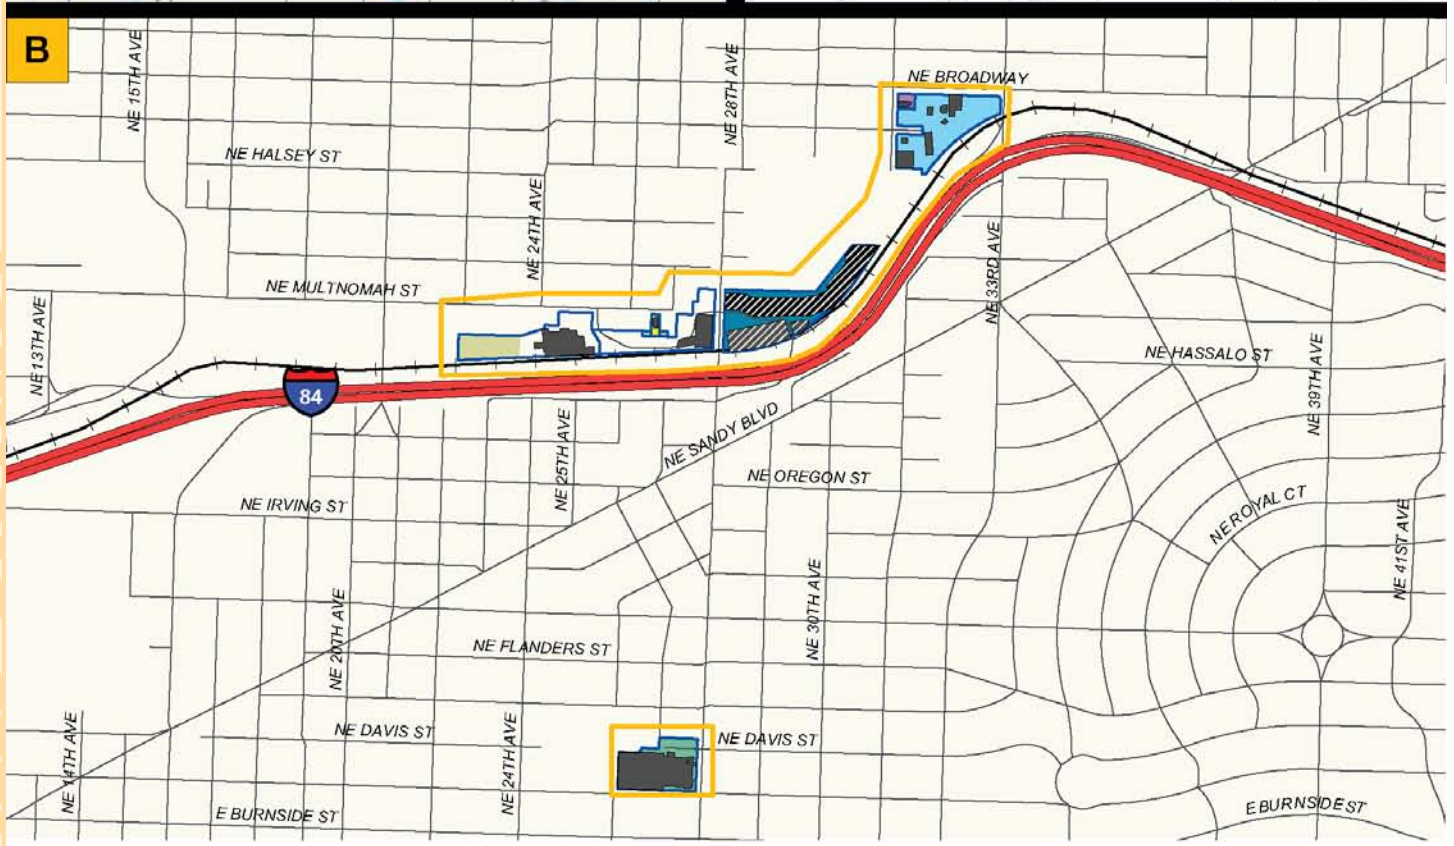 B
NE 15TH AVE
NE 28TH AVE
NE BROADWAY
NE HALSEY ST
NE 24TH AVE
NE 33RD AVE
NE MULTNOMAH ST
NE 13TH AVE
NE HASSALO ST
NE 39TH AVE
84
NE SANDY BLVD
NE 25TH AVE
NE OREGON ST
NE IRVING ST
NE ROYAL CT
NE 41ST AVE
NE 20TH AVE
NE 30TH AVE
NE FLANDERS ST
NE 14TH AVE
NE DAVIS ST
NE 24TH AVE
NE DAVIS ST
E BURNSIDE ST
E BURNSIDE ST